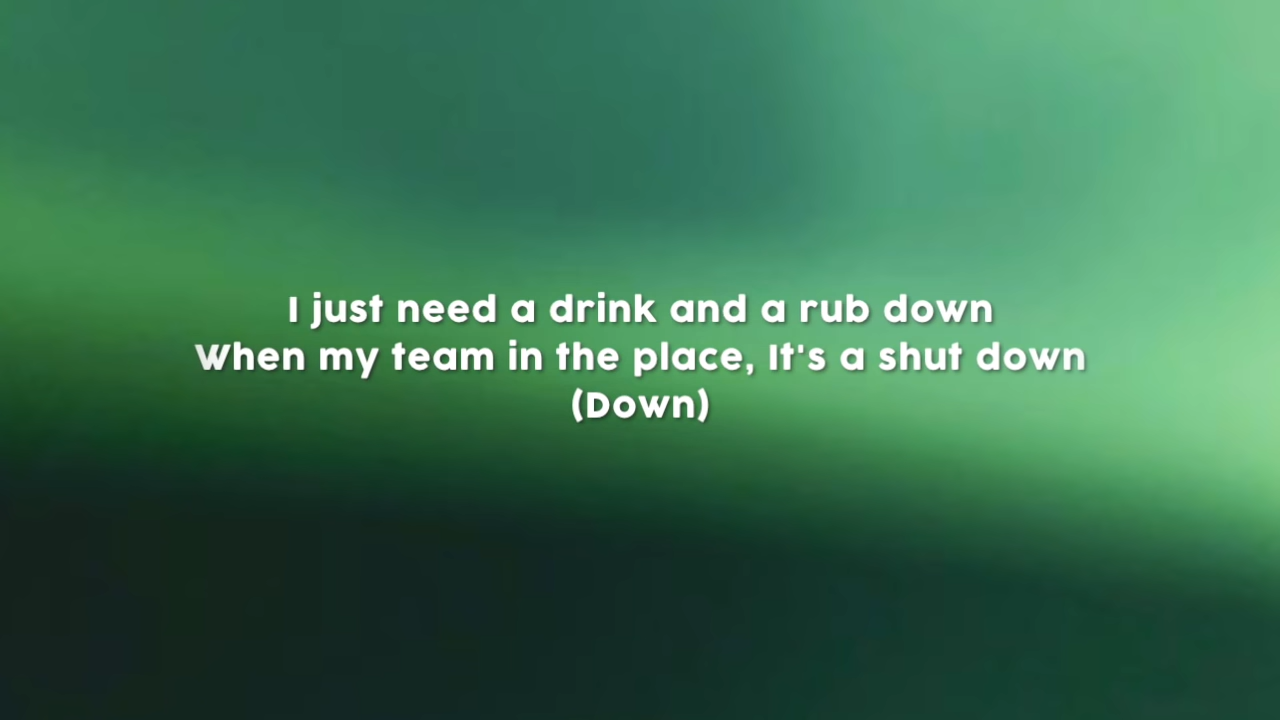 I just need a drink and a rub down
When my team in the place, It's a shut down
(Down)